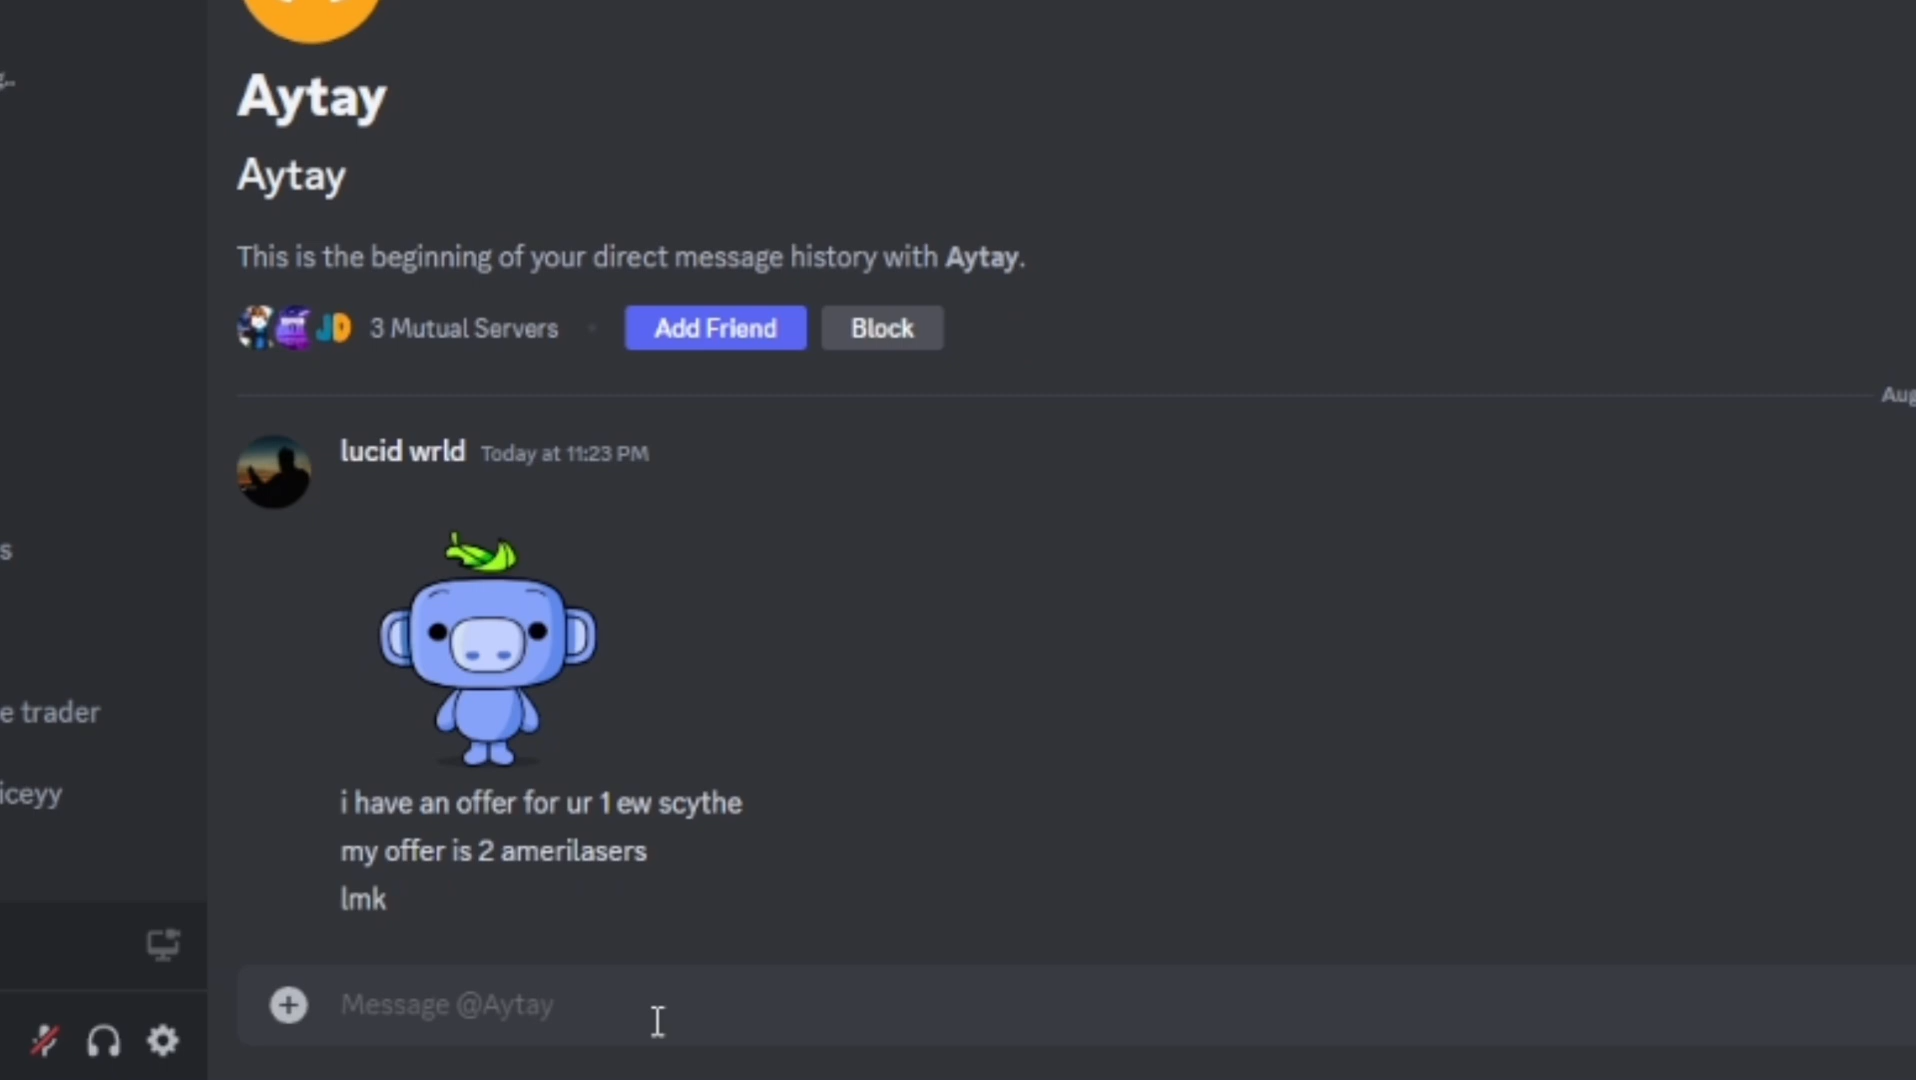 Aytay
Aytay
This is the beginning of your direct message history with Aytay.
3 Mutual Servers
Add Friend
Block
Aug
lucid wrld Today at 11:23 PM
i have an offer for ur 1 ew scythe
my offer is 2 amerilasers
lmk
s
e trader
iceyy
Message @Aytay